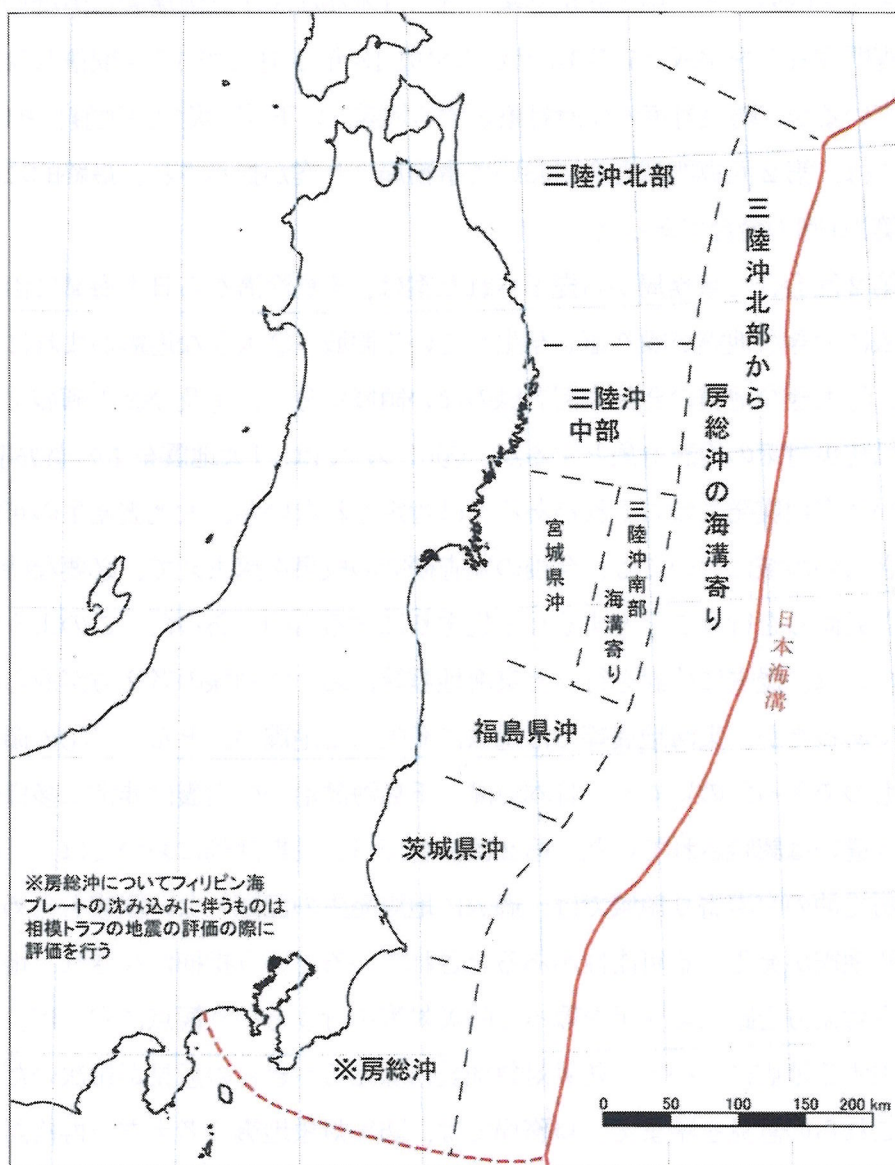 三陸沖北部
三陸沖北部から
房総沖の海溝寄り
三陸沖
中部
宮城県沖
三陸沖南部
海溝寄り
日本海溝
福島県沖
茨城県沖
※房総沖についてフィリピン海
プレートの沈み込みに伴うものは
相模トラフの地震の評価の際に
評価を行う
※房総沖
0 50 100 150 200 km